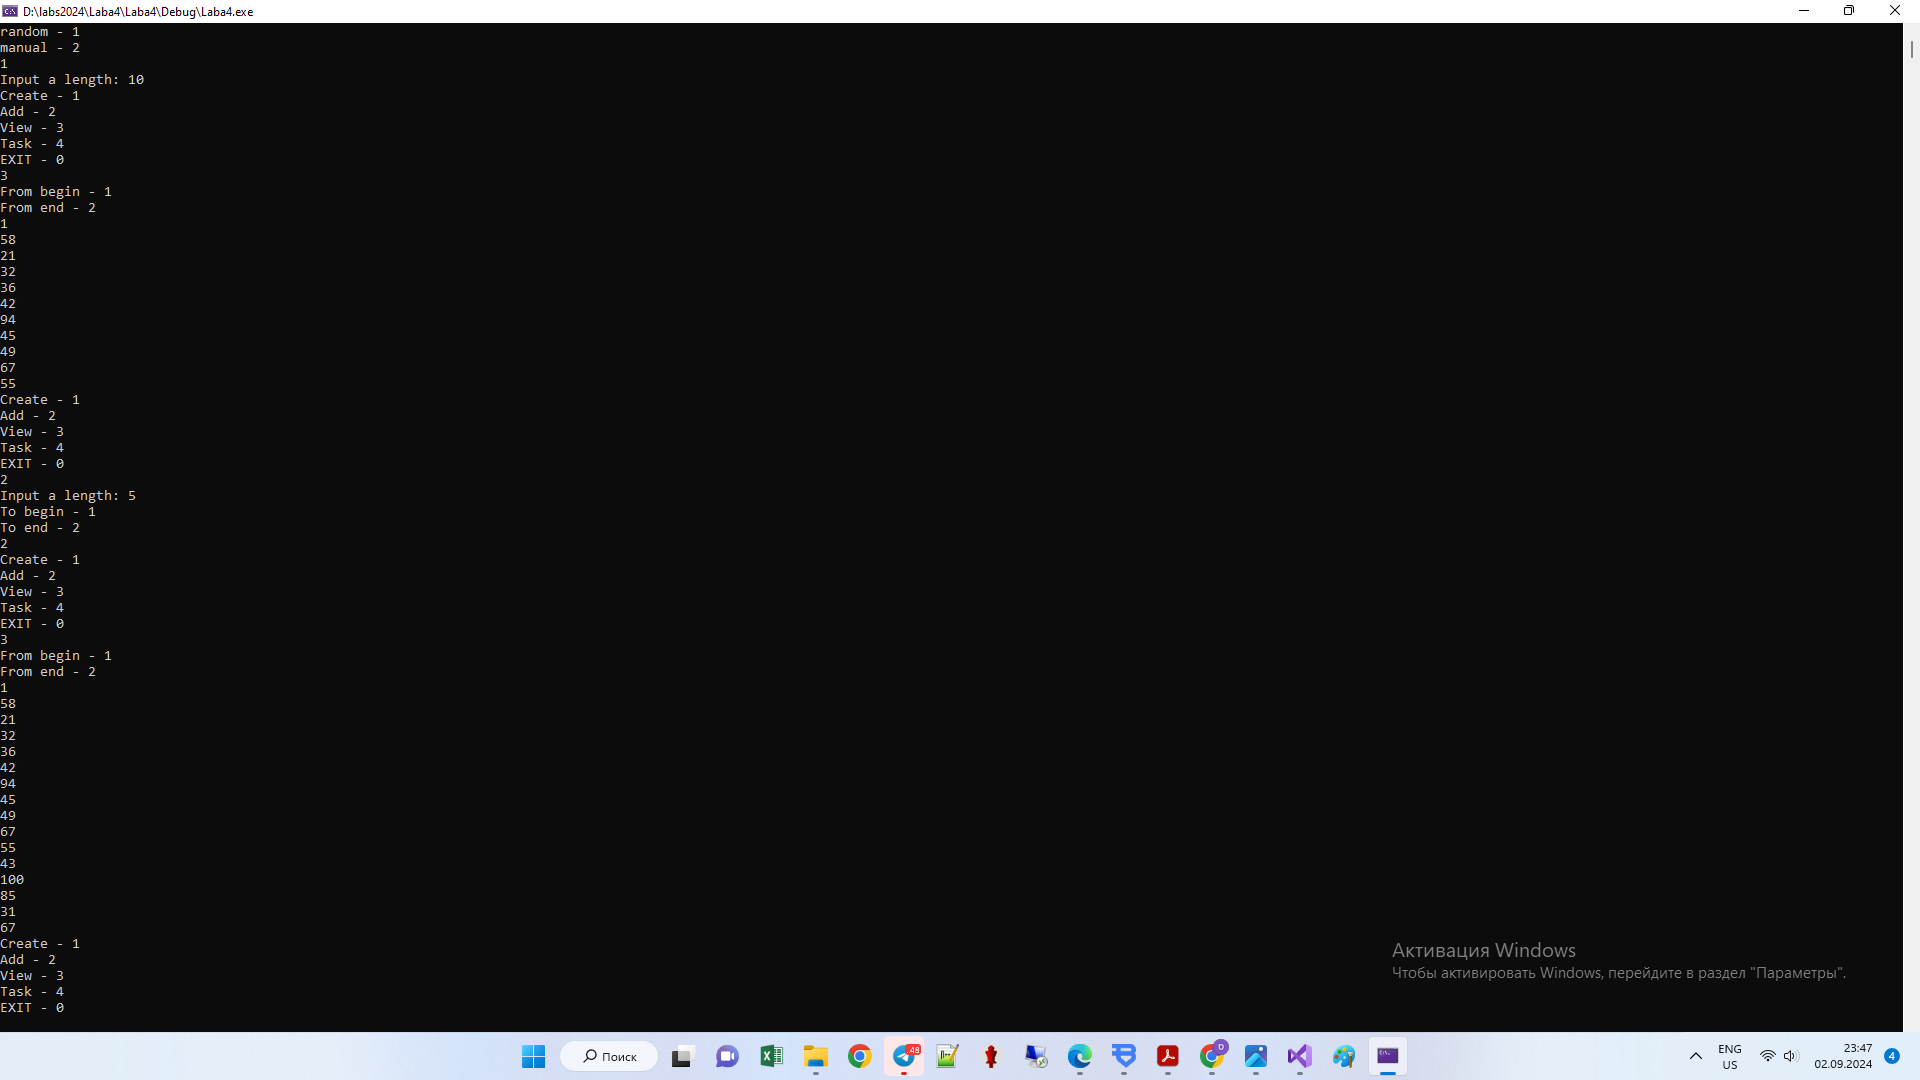 D:\labs2024\Laba4\Laba4\Debug\Laba4.exe
random - 1
manual - 2
1
Input a length: 10
Create - 1
Add - 2
View - 3
Task - 4
EXIT - 0
3
From begin - 1
From end - 2
1
58
21
32
36
42
94
45
49
67
55
Create - 1
Add - 2
View - 3
Task - 4
EXIT - 0
2
Input a length: 5
To begin - 1
To end - 2
2
Create - 1
Add - 2
View - 3
Task - 4
EXIT - 0
3
From begin - 1
From end - 2
1
58
21
32
36
42
94
45
49
67
55
43
100
85
31
67
Create - 1
Add - 2
View - 3
Task - 4
EXIT - 0
Активация Windows
Чтобы активировать Windows, перейдите в раздел "Параметры".
Поиск
48
D
ENG
US
23:47
02.09.2024
4